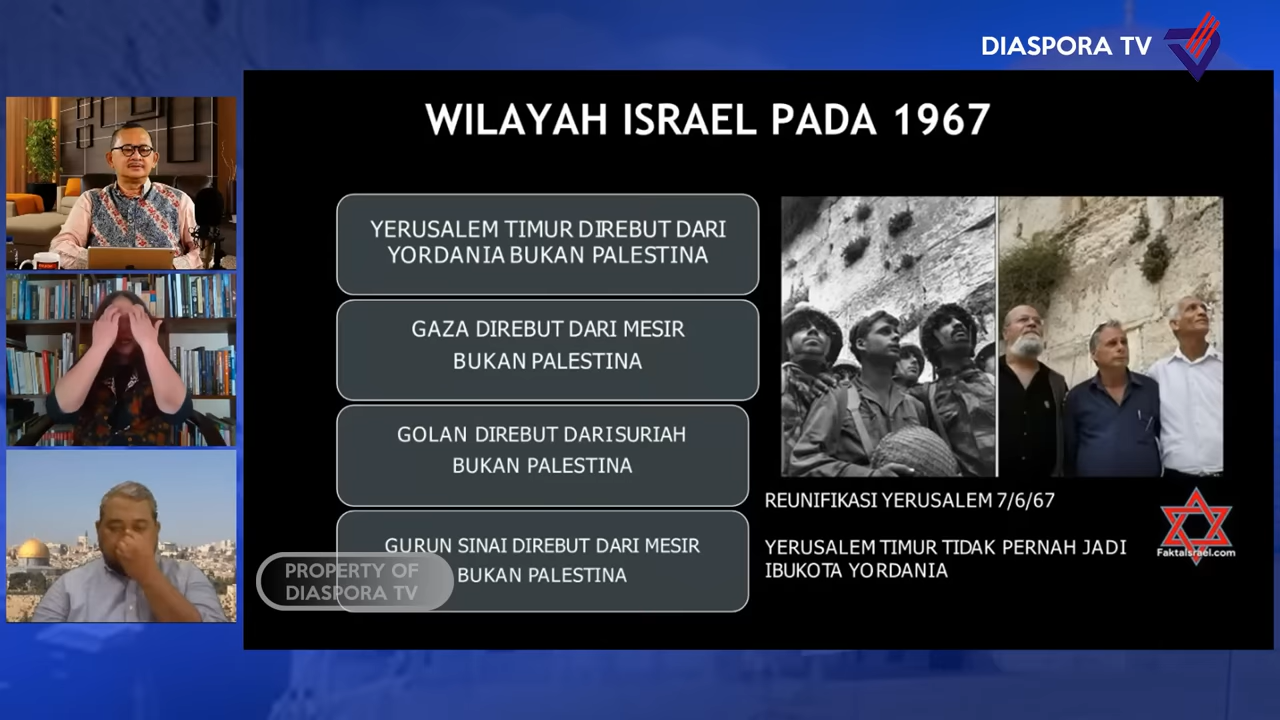 DIASPORA TV
WILAYAH ISRAEL PADA 1967
YERUSALEM TIMUR DIREBUT DARI
YORDANIA BUKAN PALESTINA
GAZA DIREBUT DARI MESIR
BUKAN PALESTINA
GOLAN DIREBUT DARI SURIAH
BUKAN PALESTINA
GURUN SINAI DIREBUT DARI MESIR
BUKAN PALESTINA
REUNIFIKASI YERUSALEM 7/6/67
FaktaIsrael.com
YERUSALEM TIMUR TIDAK PERNAH JADI
IBUKOTA YORDANIA
PROPERTY OF
DIASPORA TV